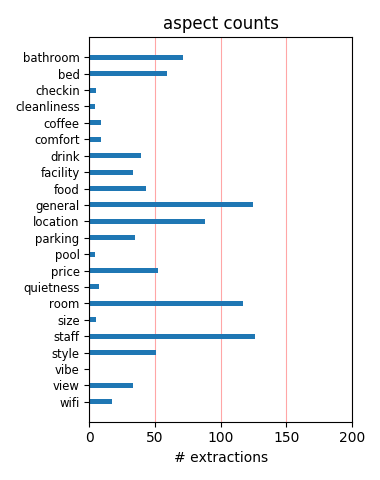 aspect counts
bathroom
bed
checkin
cleanliness
coffee
comfort
drink
facility
food
general
location
parking
pool
price
quietness
room
size
staff
style
vibe
view
wifi
0 50 100 150 200
# extractions